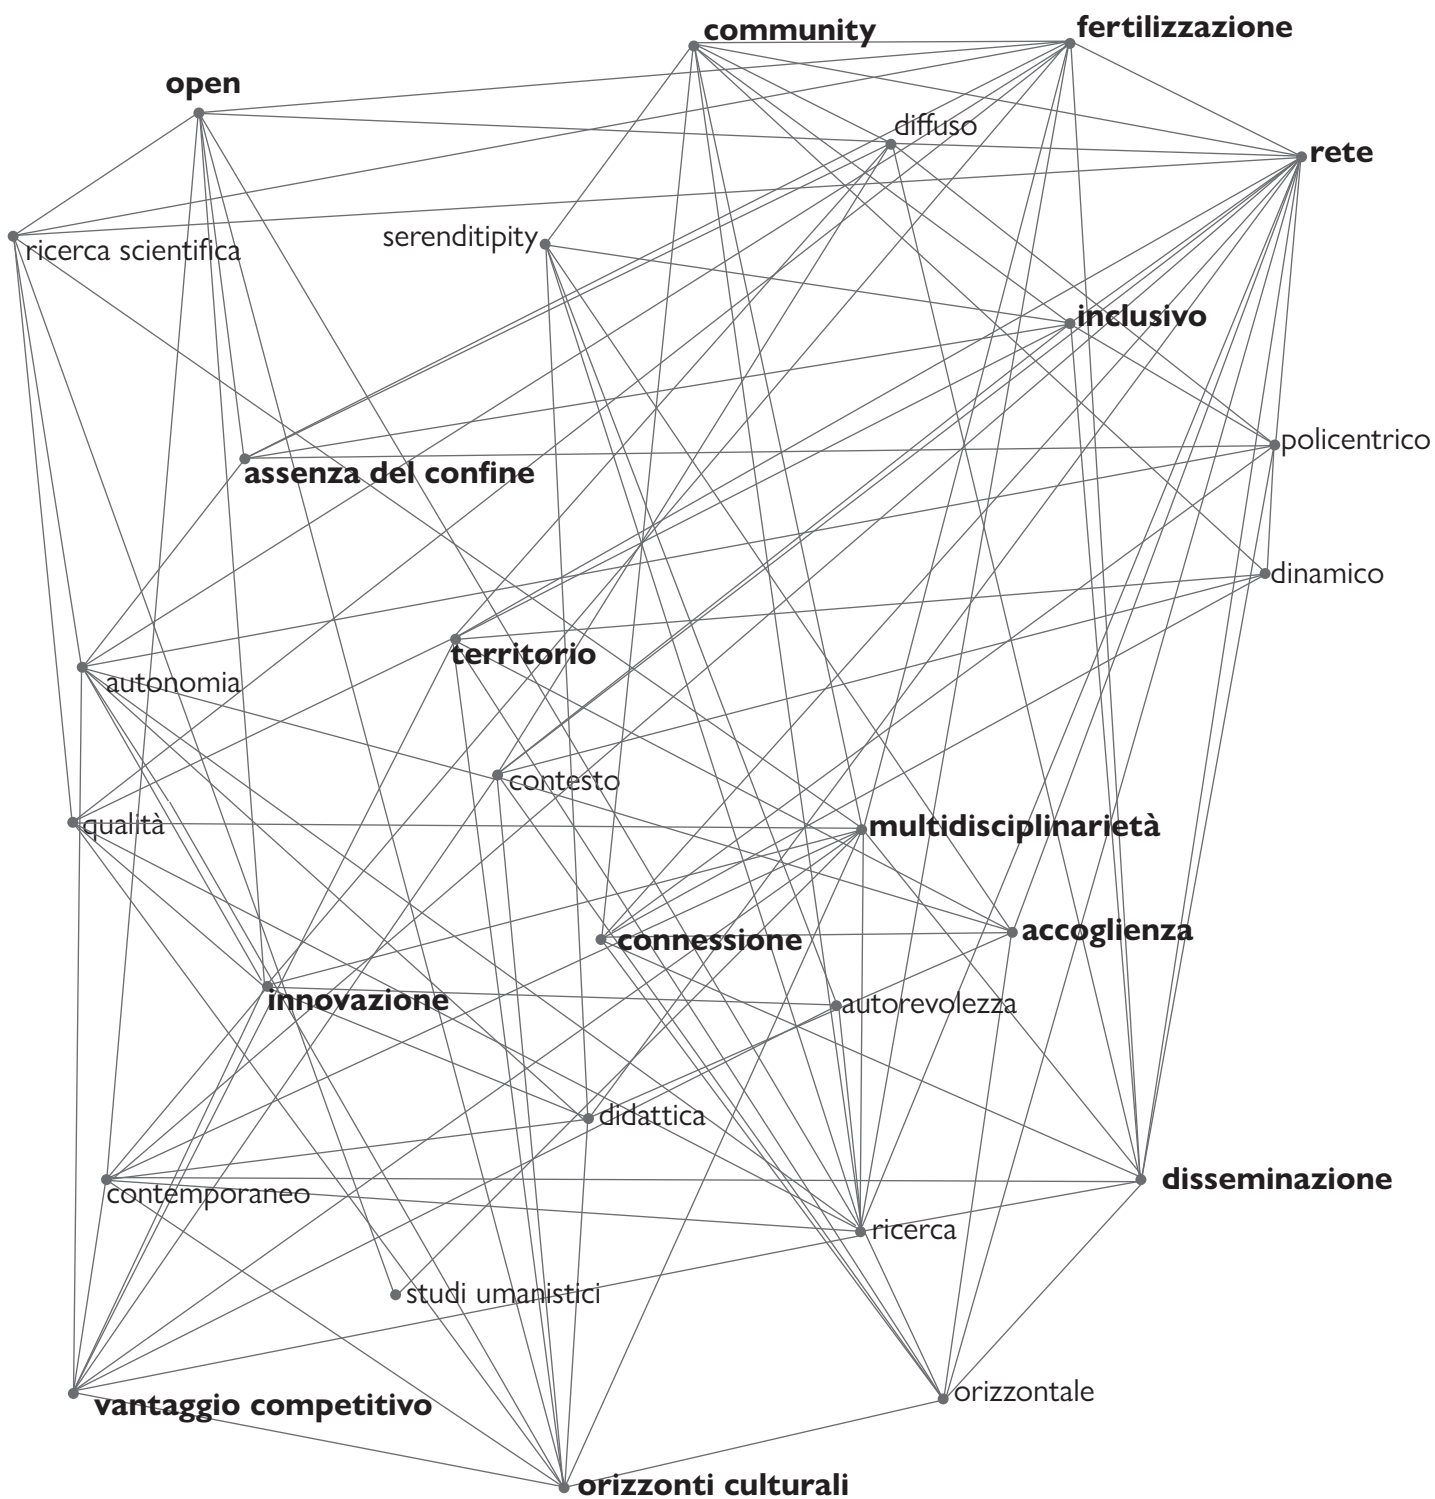 community
fertilizzazione
open
diffuso
rete
serenditipity
ricerca scientifica
inclusivo
policentrico
assenza del confine
dinamico
territorio
autonomia
contesto
qualità
multidisciplinarietà
accoglienza
connessione
innovazione
autorevolezza
didattica
disseminazione
contemporaneo
ricerca
studi umanistici
orizzontale
vantaggio competitivo
orizzonti culturali